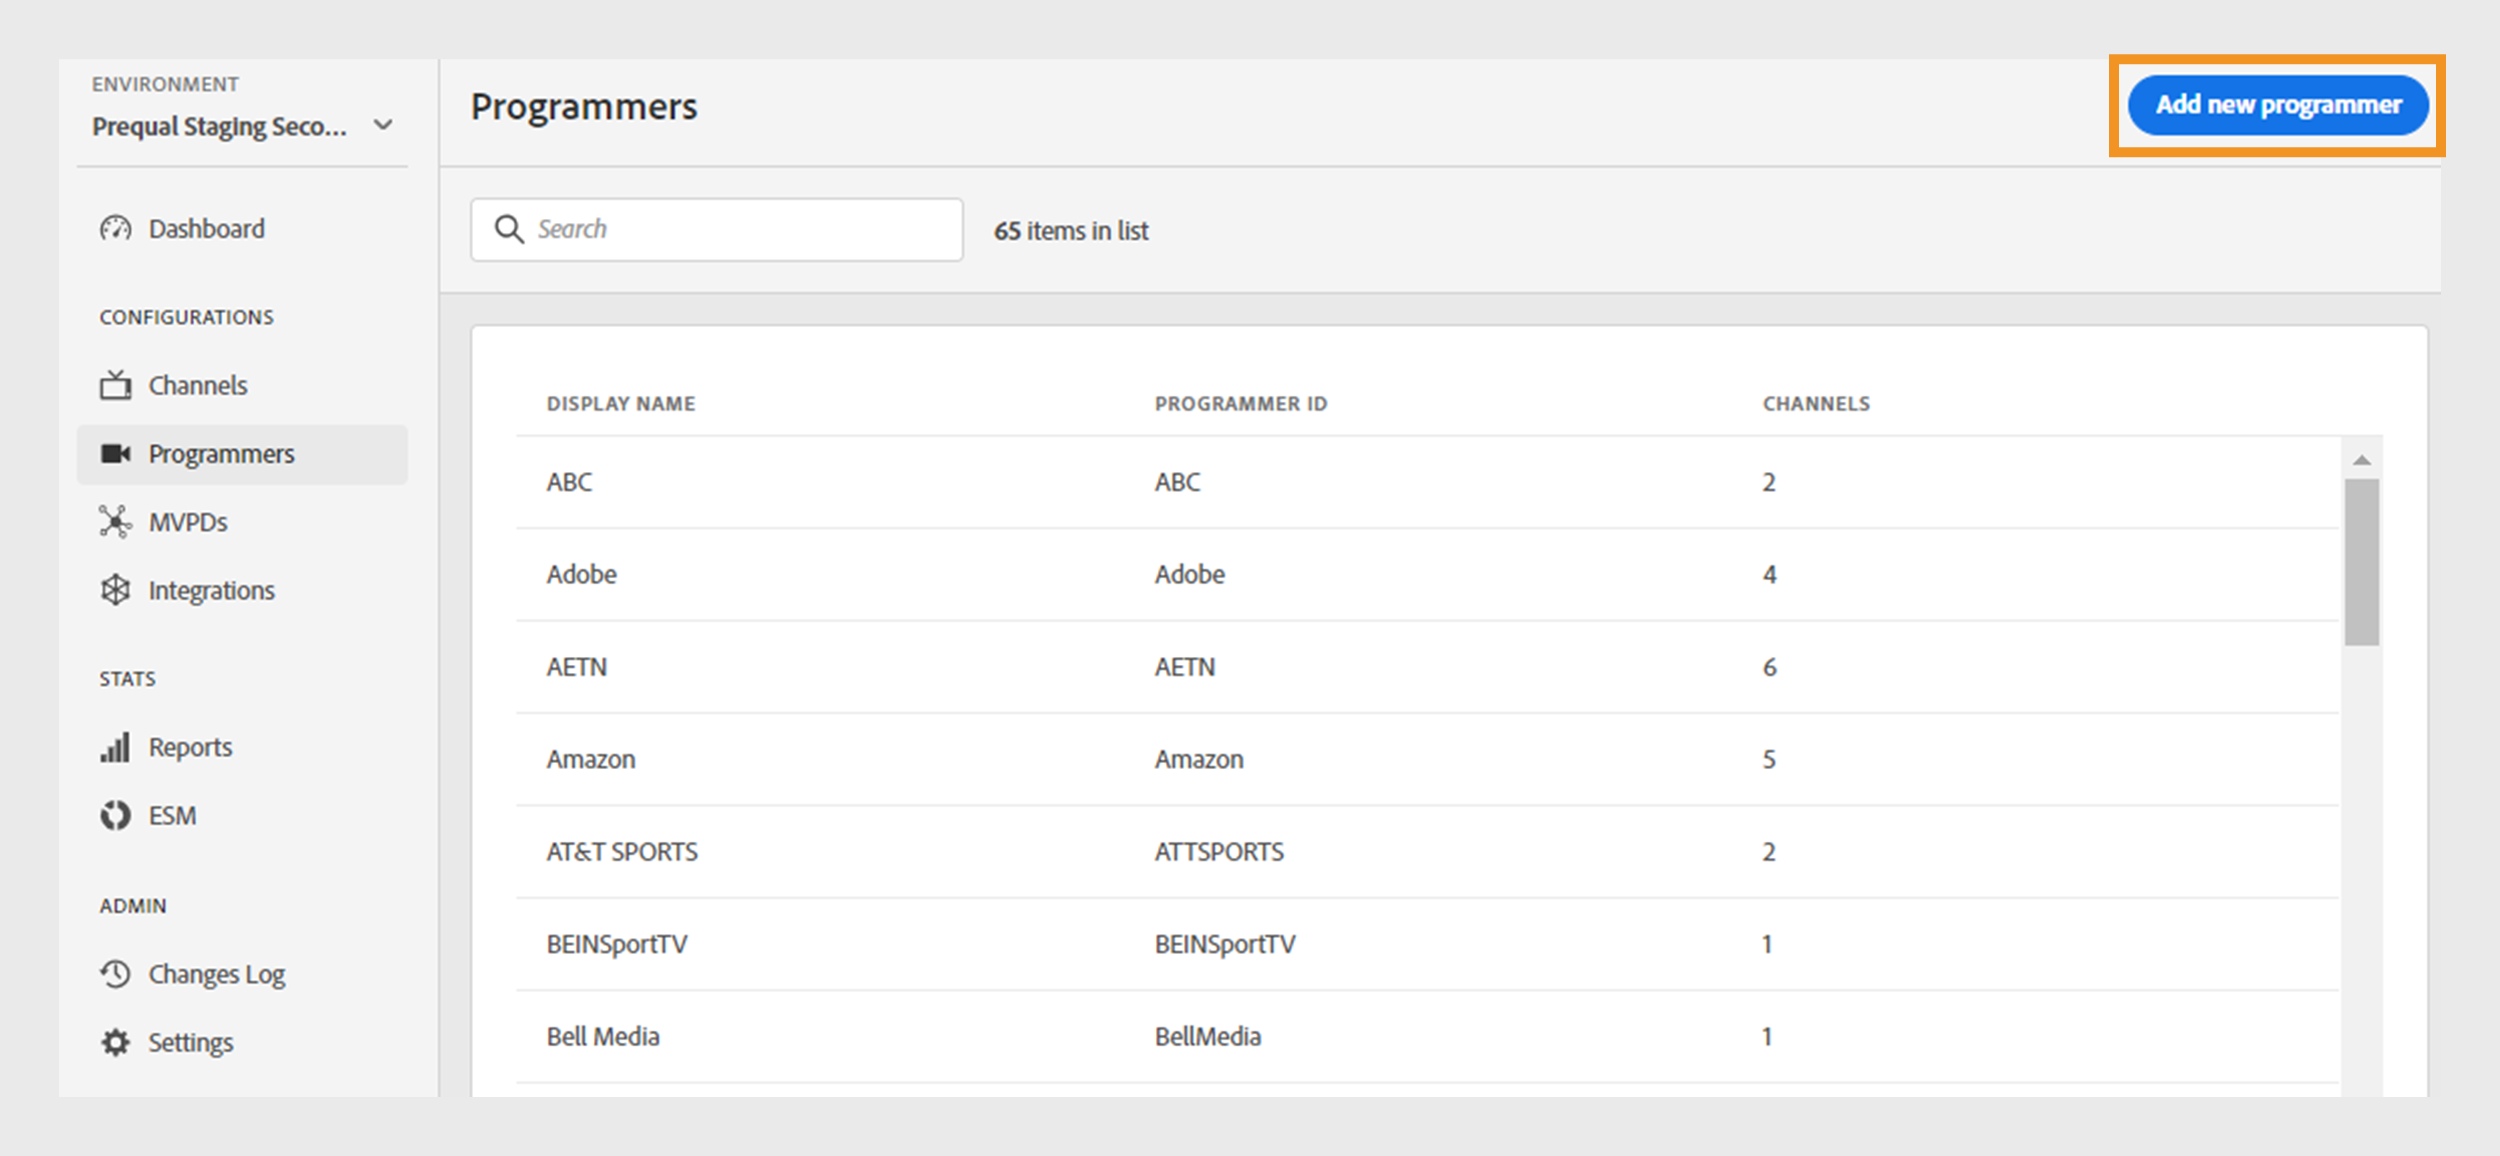 ENVIRONMENT
Prequal Staging Seco...
Dashboard
CONFIGURATIONS
Channels
Programmers
MVPDs
Integrations
STATS
Reports
ESM
ADMIN
Changes Log
Settings
Programmers
Add new programmer
Search
65 items in list
DISPLAY NAME PROGRAMMER ID CHANNELS
ABC ABC 2
Adobe Adobe 4
AETN AETN 6
Amazon Amazon 5
AT&T SPORTS ATTSPORTS 2
BEINSportTV BEINSportTV 1
Bell Media BellMedia 1